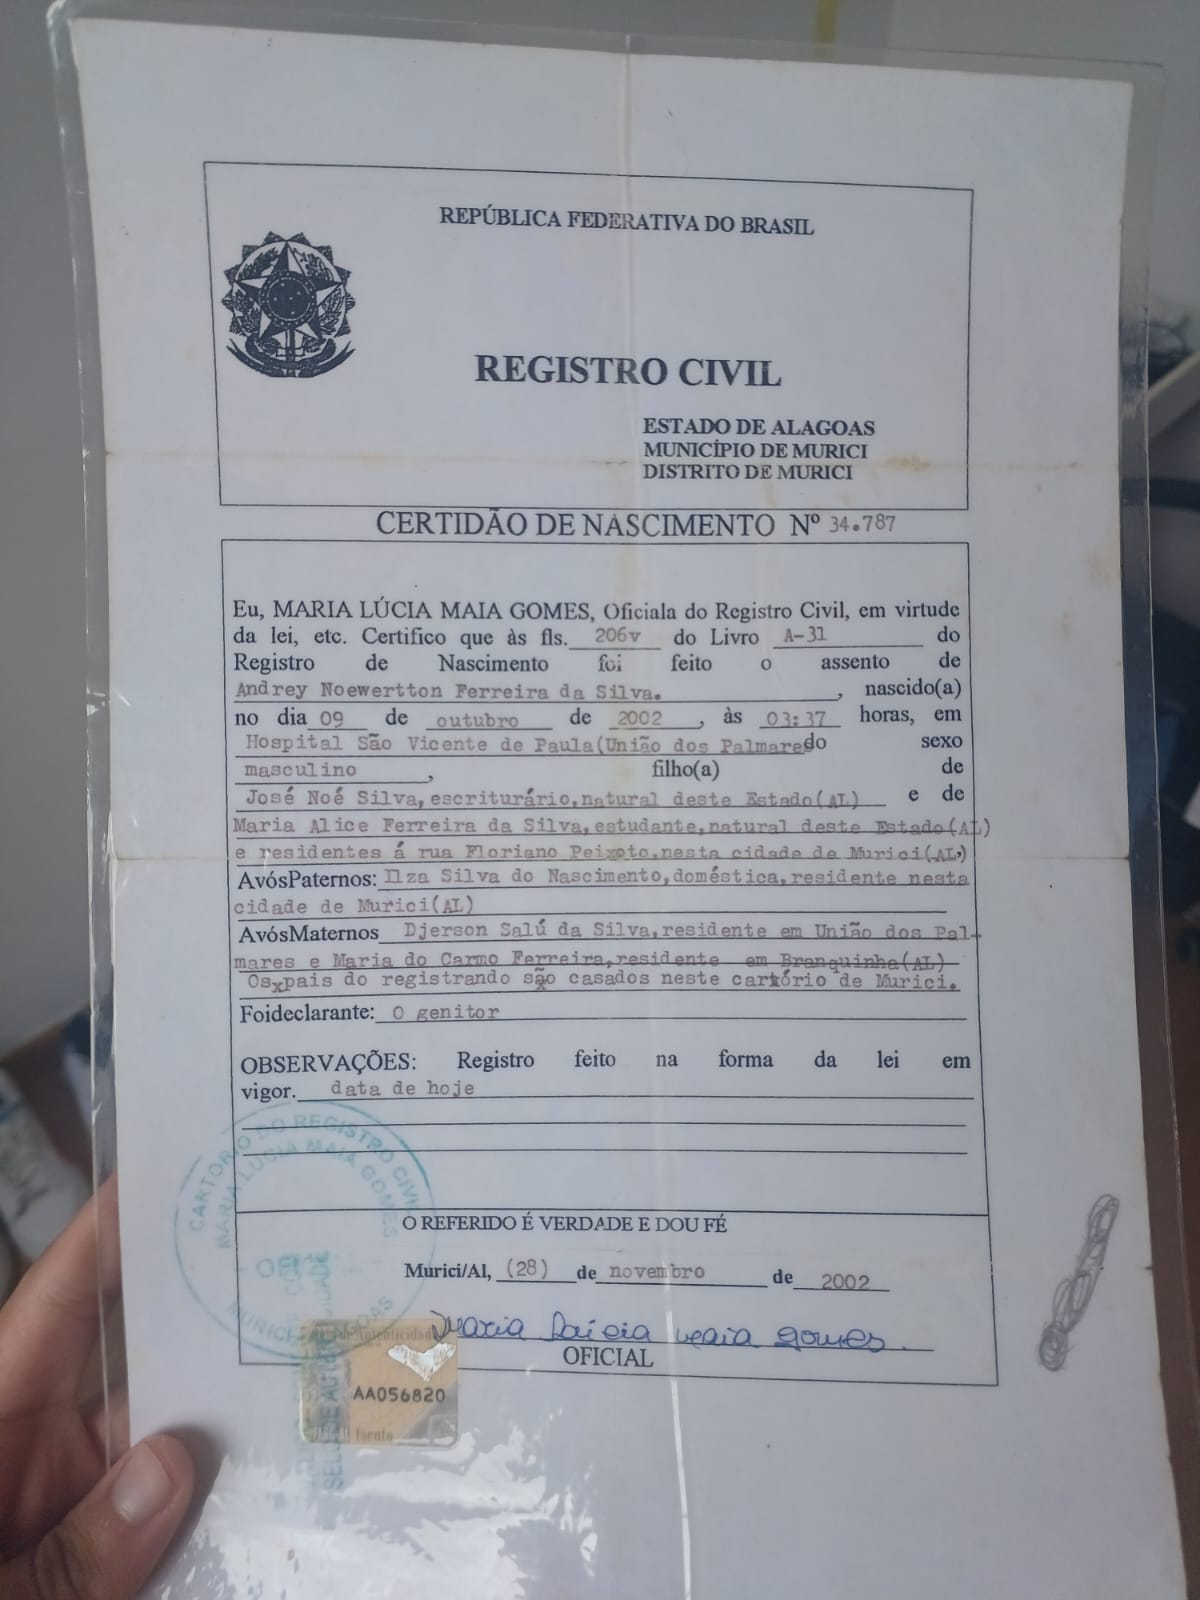 REPÚBLICA FEDERATIVA DO BRASIL
REGISTRO CIVIL
ESTADO DE ALAGOAS
MUNICÍPIO DE MURICI
DISTRITO DE MURICI
CERTIDÃO DE NASCIMENTO Nº 34.787
Eu, MARIA LÚCIA MAIA GOMES, Oficiala do Registro Civil, em virtude
da lei, etc. Certifico que às fls. 206v do Livro A-31 do
Registro de Nascimento foi feito o assento de
Andrey Noewertton Ferreira da Silva. , nascido(a)
no dia 09 de outubro de 2002 , às 03:37 horas, em
Hospital São Vicente de Paula(União dos Palmares do sexo
masculino , filho(a) de
José Noé Silva, escriturário, natural deste Estado(AL) e de
Maria Alice Ferreira da Silva, estudante, natural deste Estado(AL)
e residentes á rua Floriano Peixoto, nesta cidade de Murici(AL,)
AvósPaternos: Ilza Silva do Nascimento, doméstica, residente nesta
cidade de Murici(AL)
AvósMaternos Djerson Salú da Silva, residente em União dos Pal-
mares e Maria do Carmo Ferreira, residente em Branquinha(AL)
Os pais do registrando são casados neste cartório de Murici.
Foideclarante: O genitor
OBSERVAÇÕES: Registro feito na forma da lei em
vigor. data de hoje
CARTORIO DO REGISTRO CIVIL
MARIA LUCIA MAIA GOMES
MURICI ALAGOAS
O REFERIDO É VERDADE E DOU FÉ
Murici/Al, (28) de novembro de 2002
Maria Lúcia Maia Gomes.
OFICIAL
Autenticidad
AA056820
Isento